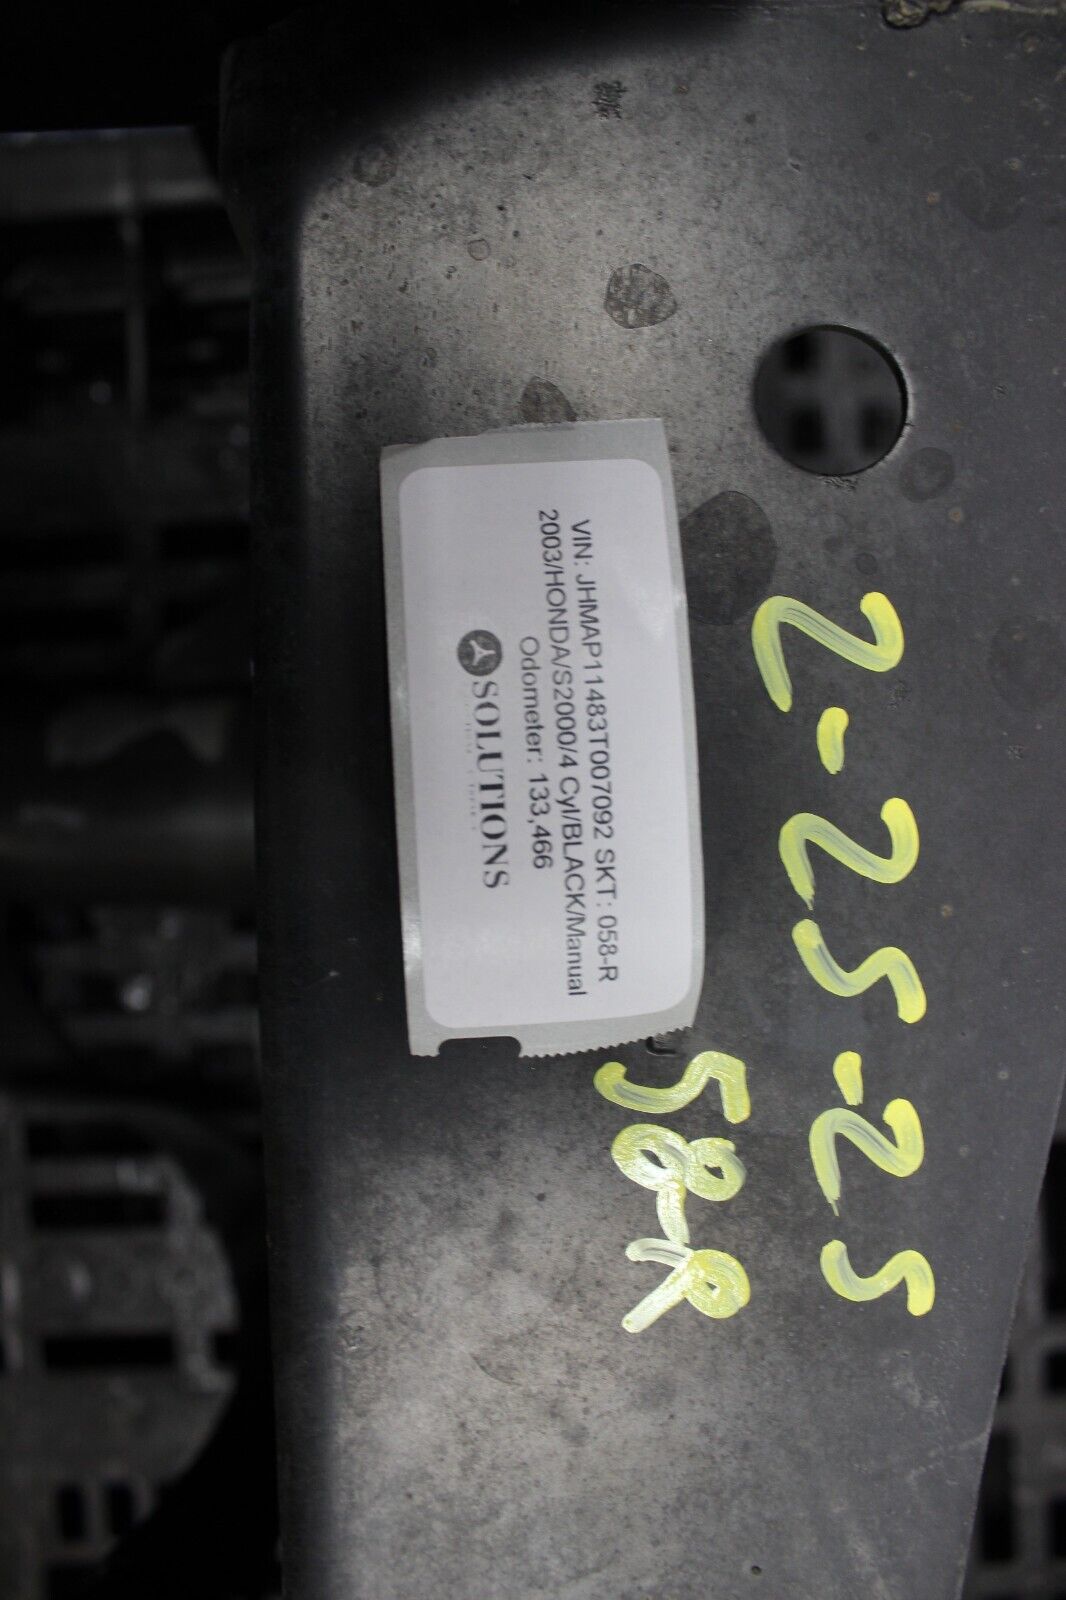 VIN: JHMAP11483T007092 SKT: 058-R
2003/HONDA/S2000/4 Cyl/BLACK/Manual
Odometer: 133,466
SOLUTIONS
2-25-25
58-R